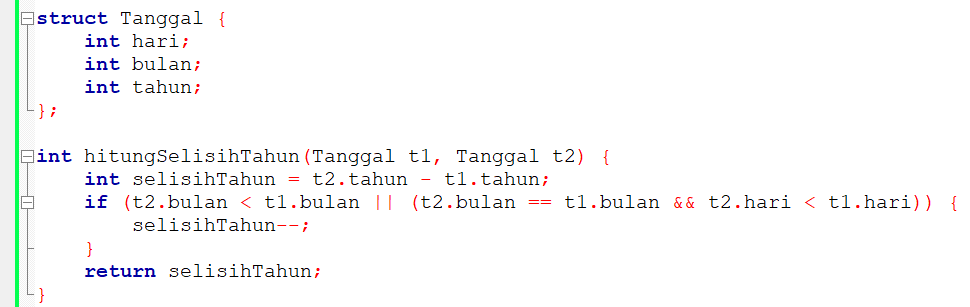 struct Tanggal {
    int hari;
    int bulan;
    int tahun;
};
int hitungSelisihTahun(Tanggal t1, Tanggal t2) {
    int selisihTahun = t2.tahun - t1.tahun;
    if (t2.bulan < t1.bulan || (t2.bulan == t1.bulan && t2.hari < t1.hari)) {
        selisihTahun--;
    }
    return selisihTahun;
}